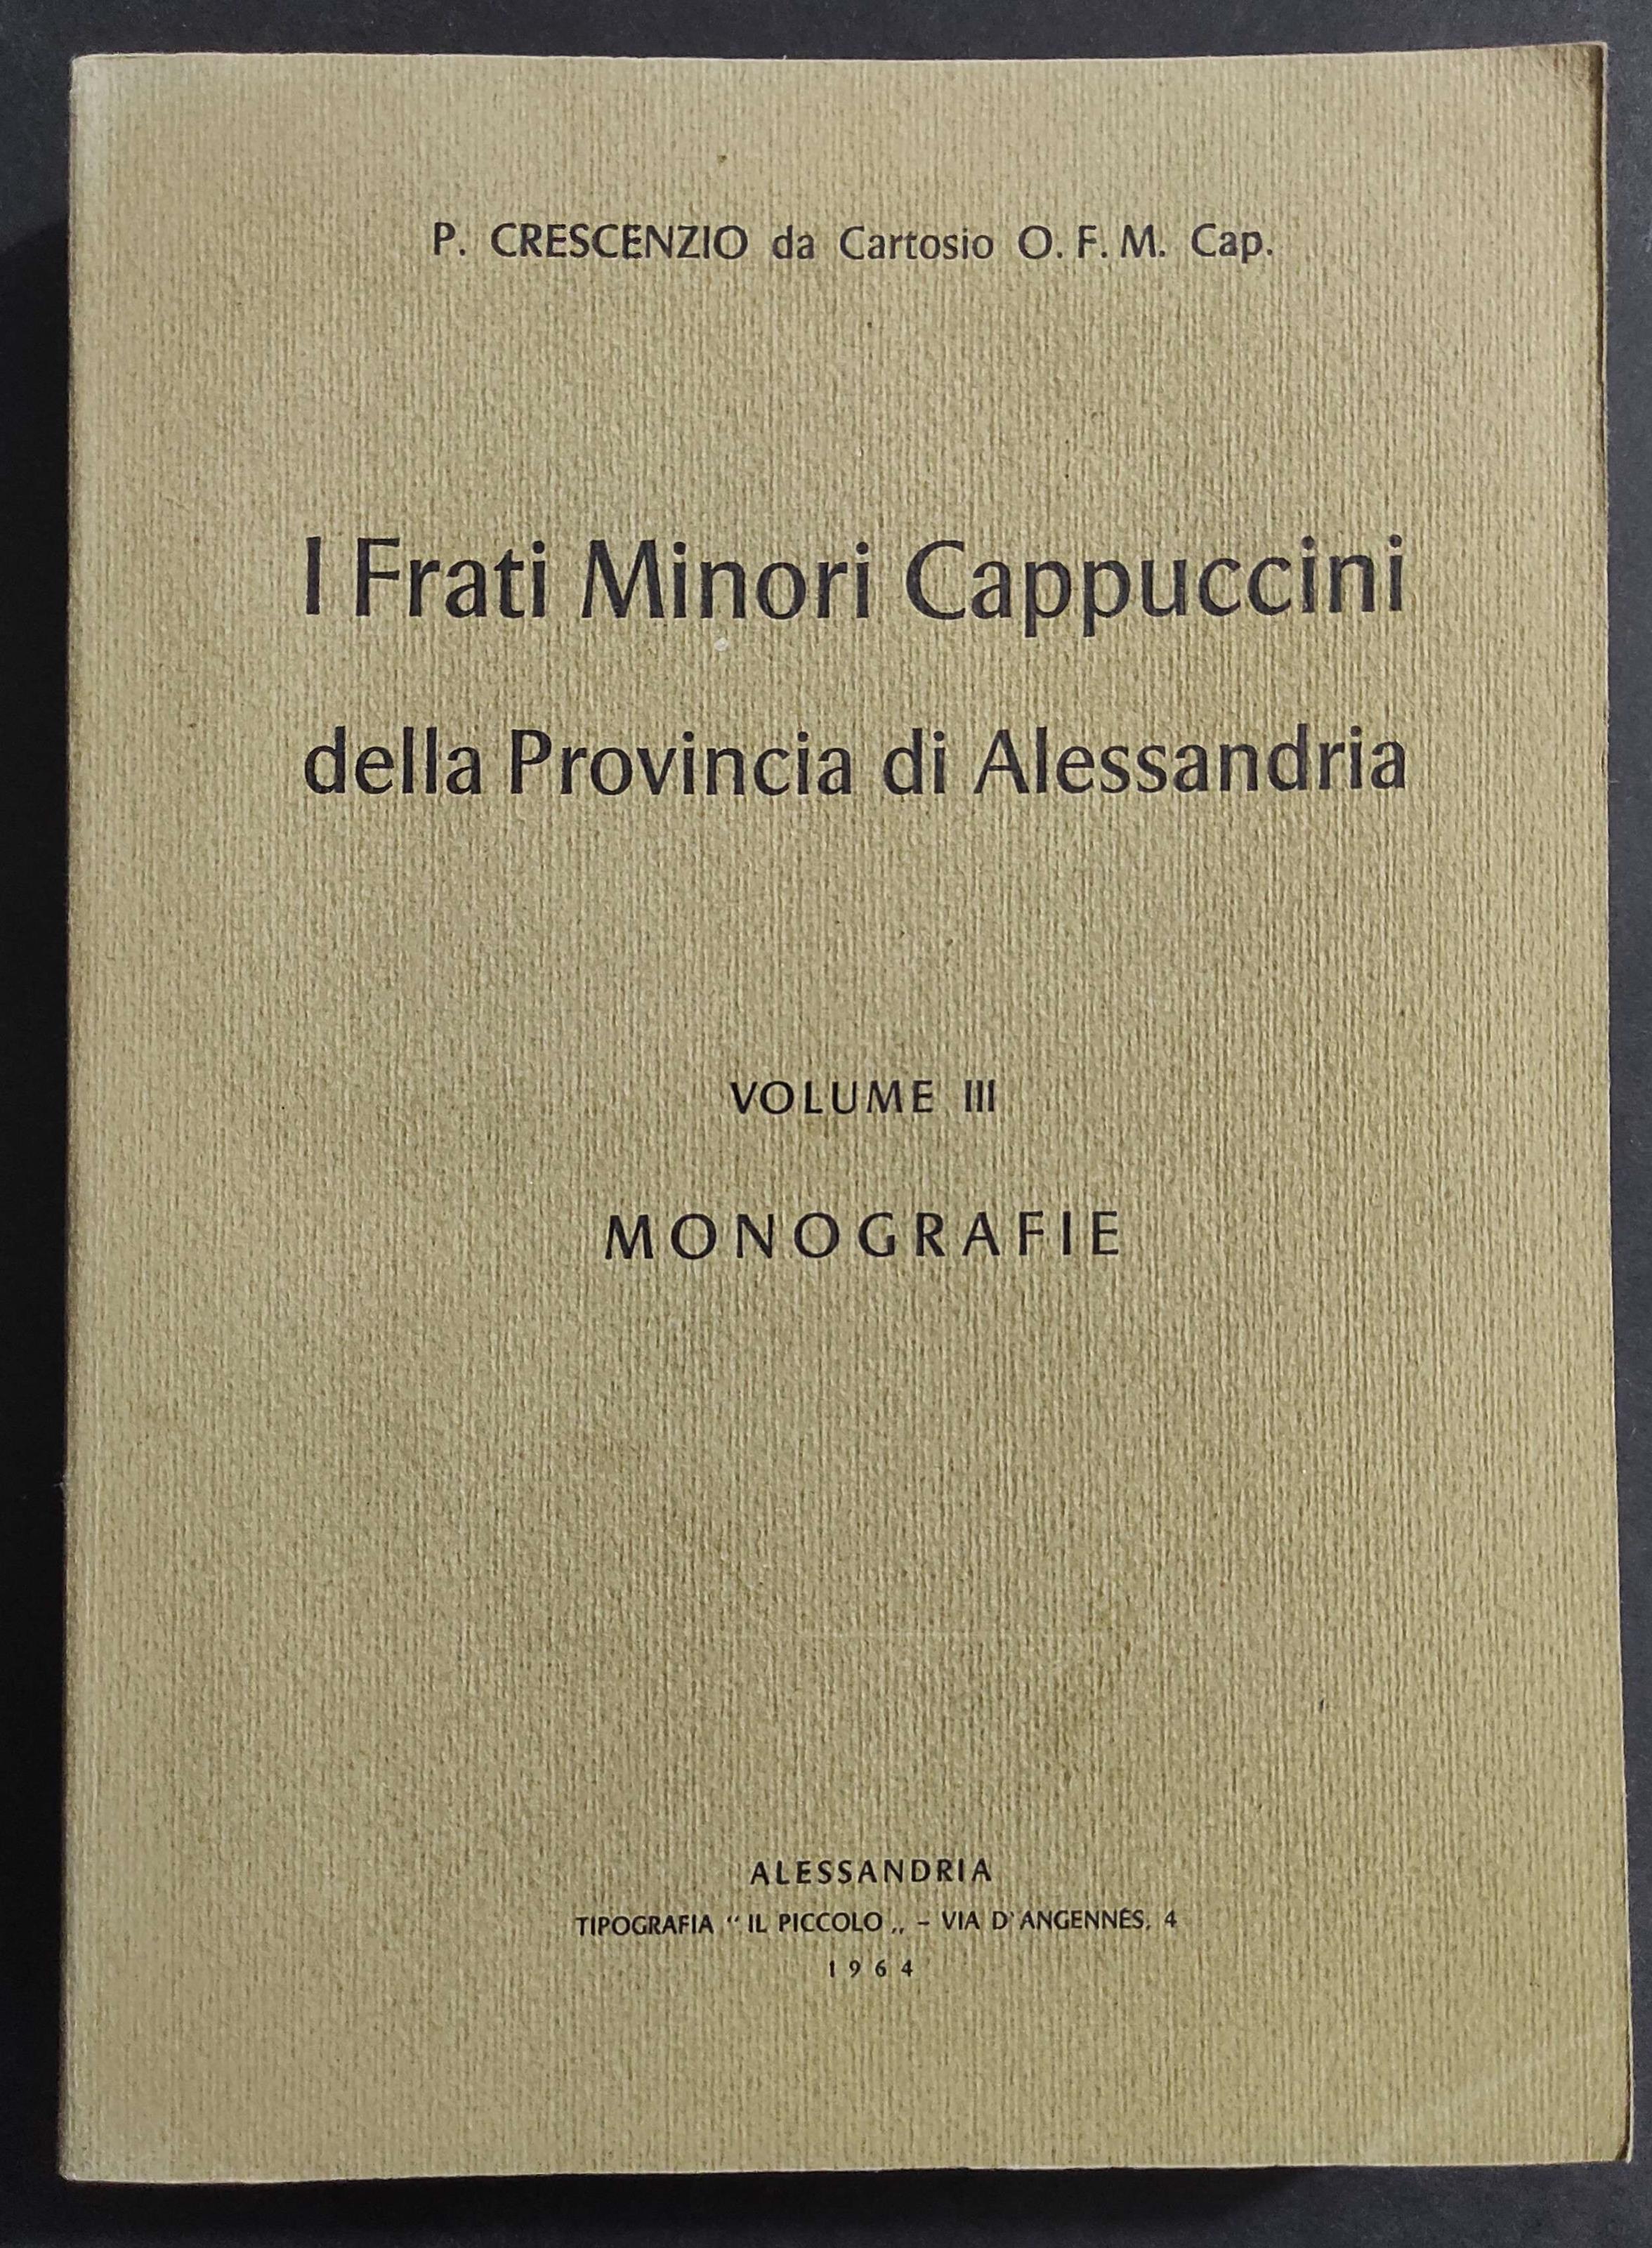 P. CRESCENZIO da Cartosio O. F. M. Cap.
I Frati Minori Cappuccini
della Provincia di Alessandria
VOLUME III
MONOGRAFIE
ALESSANDRIA
TIPOGRAFIA “IL PICCOLO„ - VIA D'ANGENNES, 4
1964